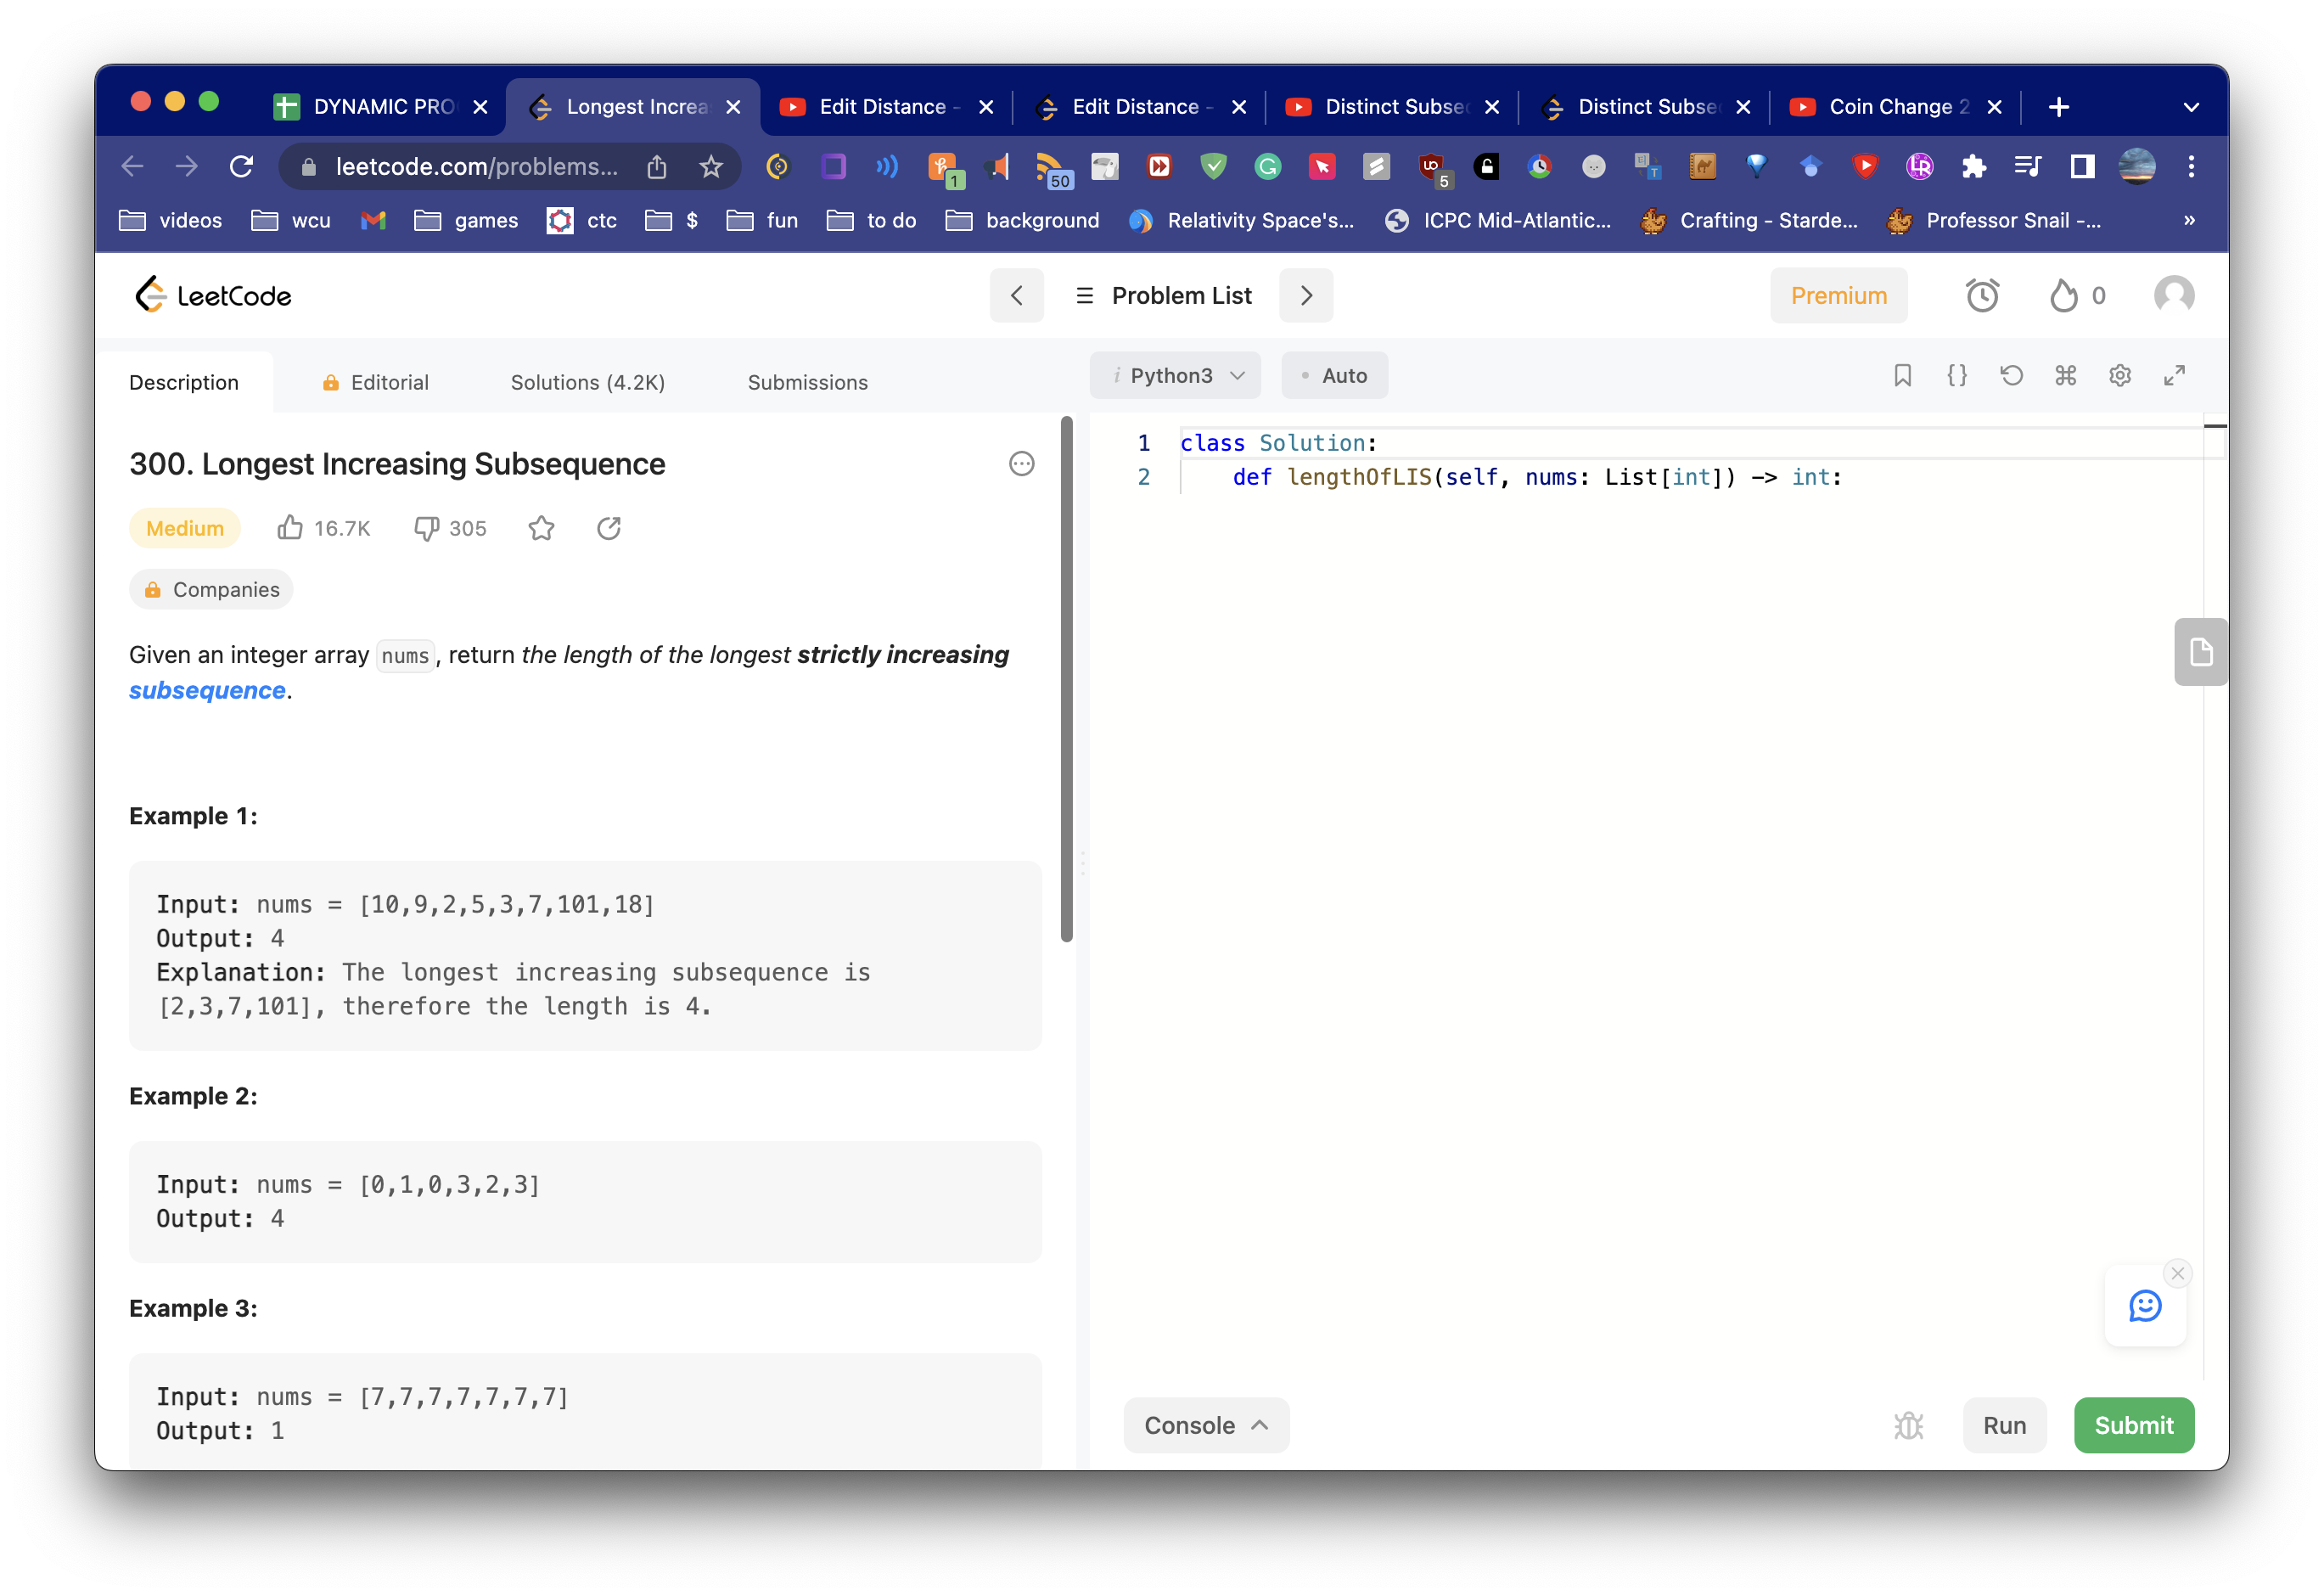 DYNAMIC PRO
Longest Increa
Edit Distance -
Edit Distance -
Distinct Subse
Distinct Subse
Coin Change 2
leetcode.com/problems...
1
50
5
videos
wcu
games
ctc
$
fun
to do
background
Relativity Space's...
ICPC Mid-Atlantic...
Crafting - Starde...
Professor Snail -...
»
LeetCode
Problem List
Premium
0
Description
Editorial
Solutions (4.2K)
Submissions
i Python3
• Auto
300. Longest Increasing Subsequence
Medium
16.7K
305
Companies
Given an integer array nums, return the length of the longest strictly increasing
subsequence.
Example 1:
Input: nums = [10,9,2,5,3,7,101,18]
Output: 4
Explanation: The longest increasing subsequence is
[2,3,7,101], therefore the length is 4.
Example 2:
Input: nums = [0,1,0,3,2,3]
Output: 4
Example 3:
Input: nums = [7,7,7,7,7,7,7]
Output: 1
1 class Solution:
2 def lengthOfLIS(self, nums: List[int]) -> int:
Console
Run
Submit